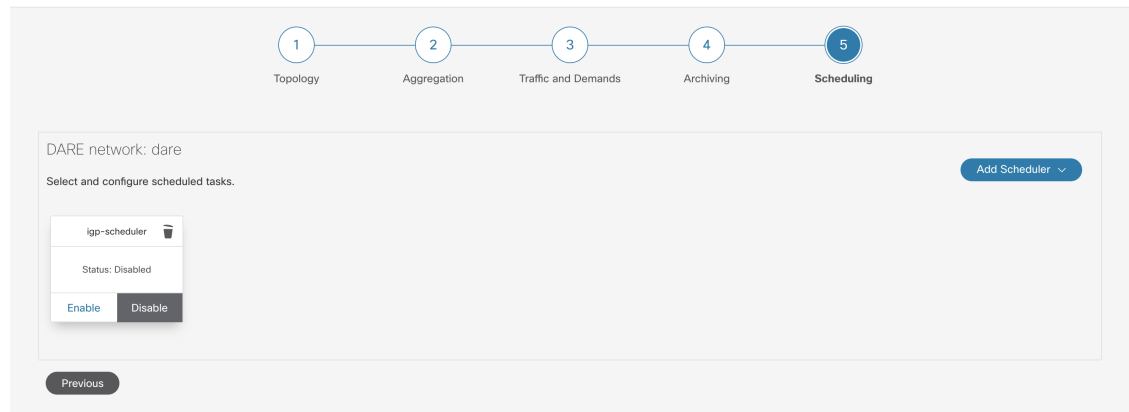 1
2
3
4
5
Topology
Aggregation
Traffic and Demands
Archiving
Scheduling
DARE network: dare
Add Scheduler
Select and configure scheduled tasks.
igp-scheduler
Status: Disabled
Enable
Disable
Previous